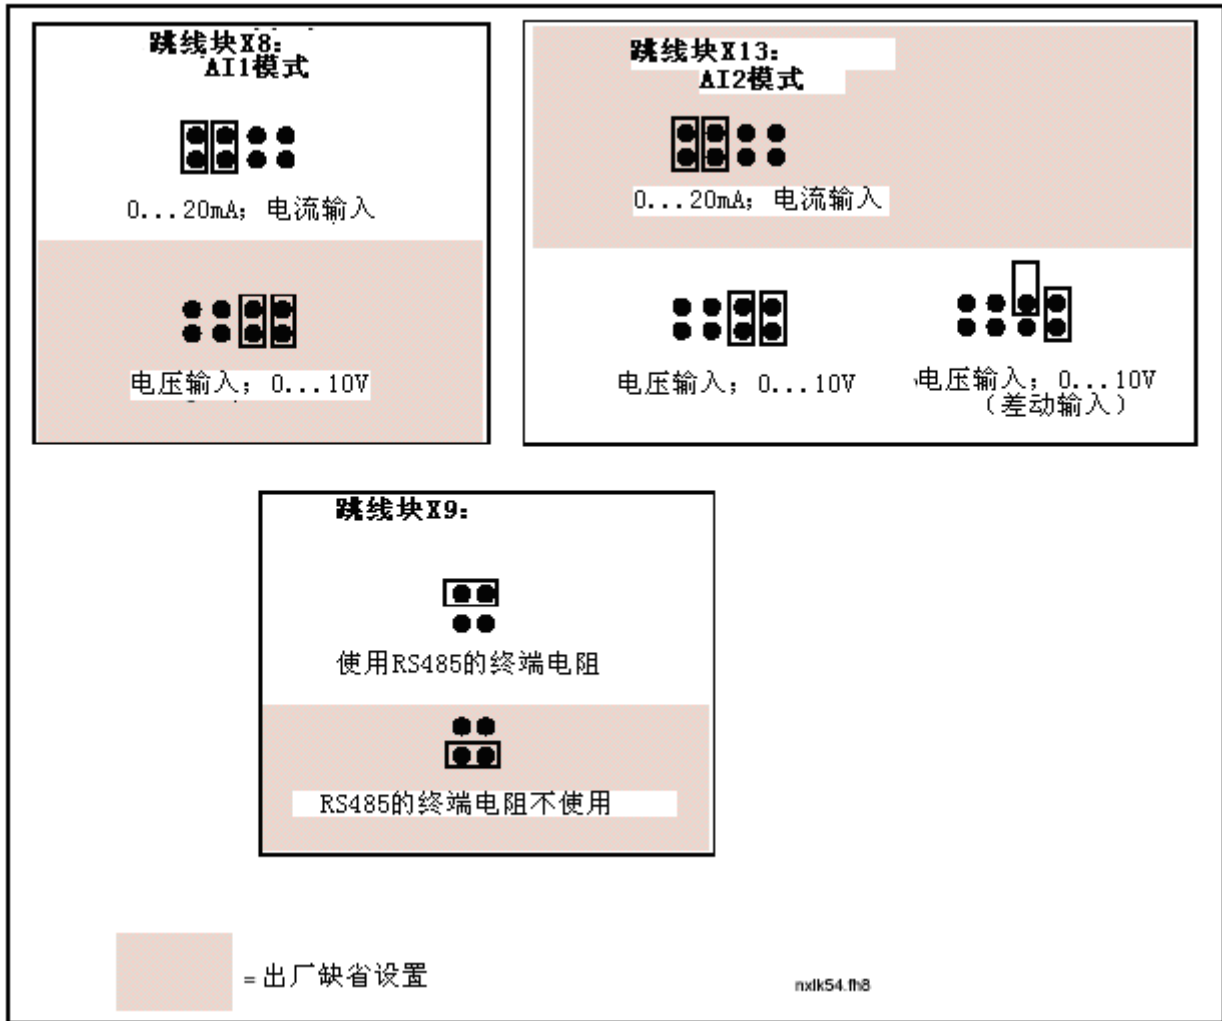 跳线块X8:
AI1模式
0...20mA; 电流输入
电压输入; 0...10V
跳线块X13:
AI2模式
0...20mA; 电流输入
电压输入; 0...10V
电压输入; 0...10V
(差动输入)
跳线块X9:
使用RS485的终端电阻
RS485的终端电阻不使用
=出厂缺省设置
nxlk54.fh8